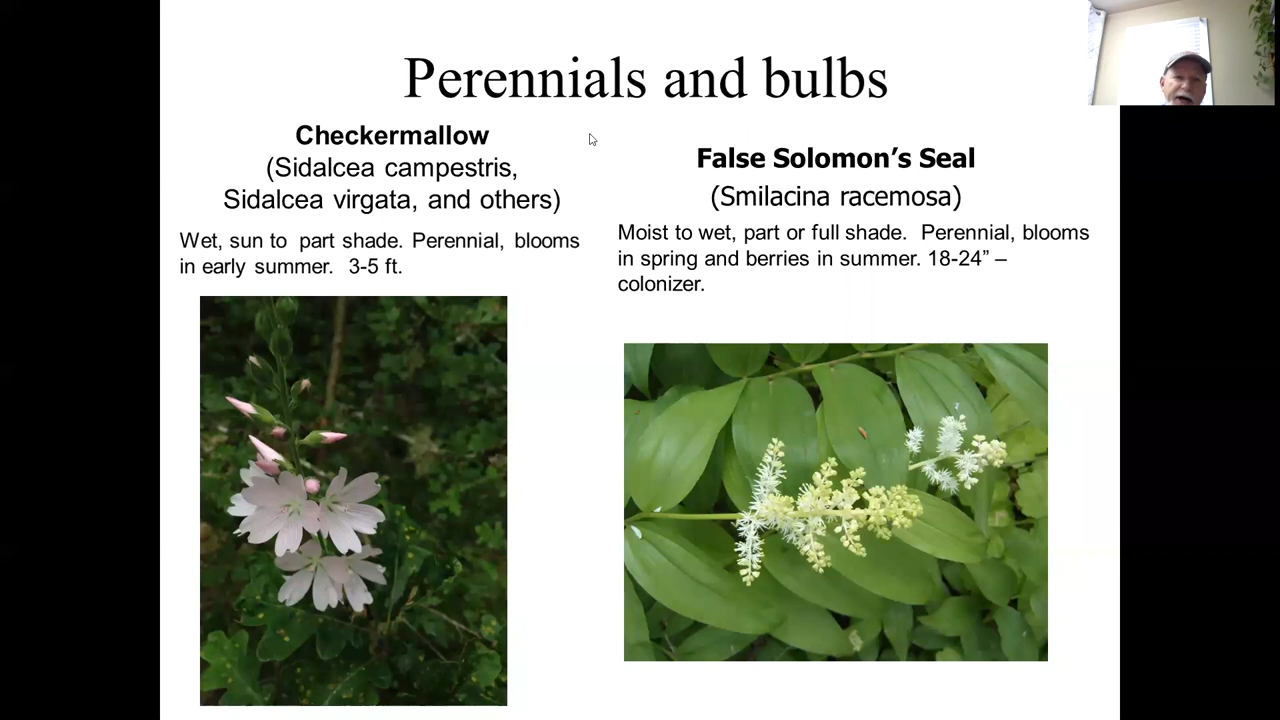 Perennials and bulbs
Checkermallow
(Sidalcea campestris,
Sidalcea virgata, and others)
Wet, sun to part shade. Perennial, blooms
in early summer. 3-5 ft.
False Solomon’s Seal
(Smilacina racemosa)
Moist to wet, part or full shade. Perennial, blooms
in spring and berries in summer. 18-24” –
colonizer.